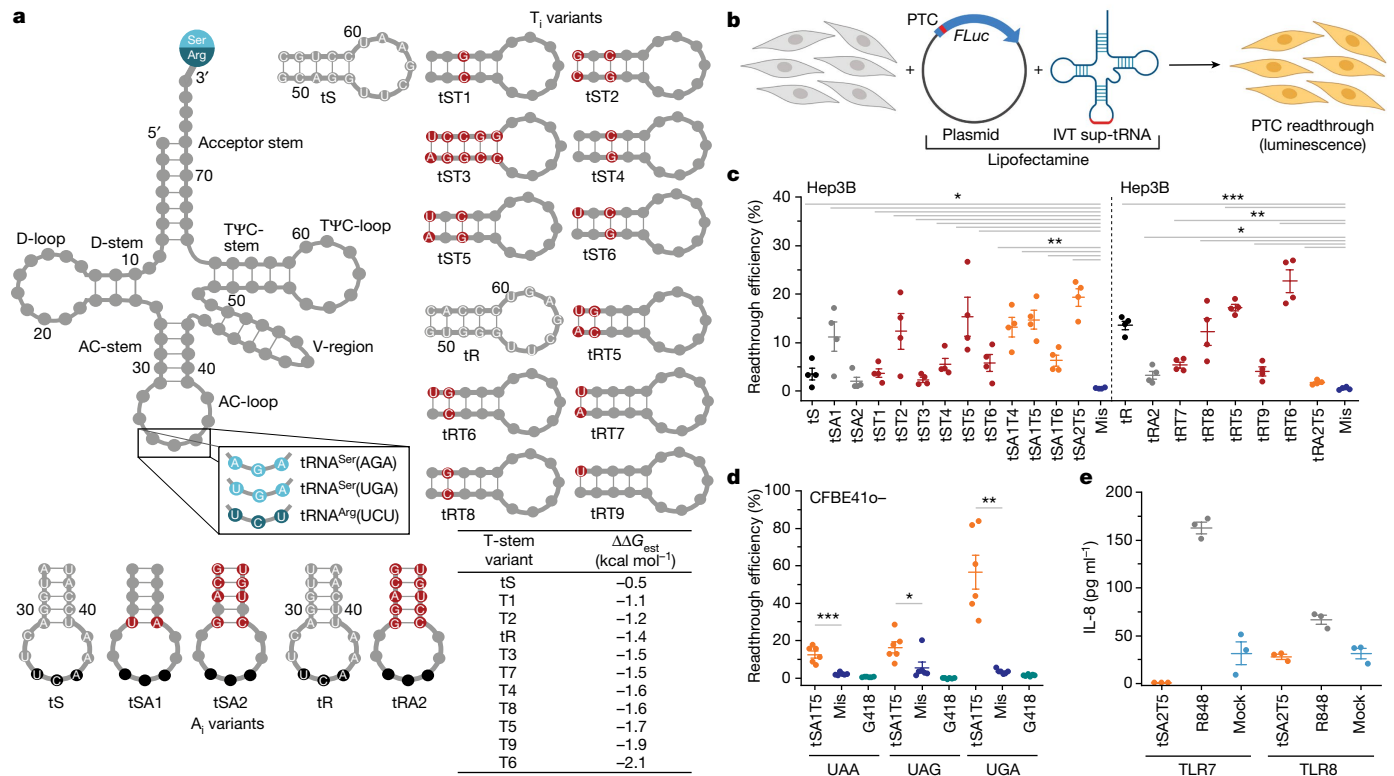 a
Ser
Arg
3′
5′
Acceptor stem
70
D-loop
D-stem
10
TΨC-
stem
TΨC-loop
60
20
50
AC-stem
V-region
30
40
AC-loop
A G A
tRNASer(AGA)
U G A
tRNASer(UGA)
U C U
tRNAArg(UCU)
Ti variants
60
50
tS
G
C
tST1
G C
C G
tST2
U C C G G
A G G C C
tST3
C
G
tST4
U C
A G
tST5
U C
G
tST6
60
50
tR
U G
A C
tRT5
U G
C
tRT6
U
A
tRT7
G
C
tRT8
U
tRT9
30
40
U C A
tS
U A
tSA1
tSA2
30
40
U C A
tR
tRA2
Ai variants
T-stem
variant
ΔΔGest
(kcal mol−1)
tS −0.5
T1 −1.1
T2 −1.2
tR −1.4
T3 −1.5
T7 −1.5
T4 −1.6
T8 −1.6
T5 −1.7
T9 −1.9
T6 −2.1
b
PTC
FLuc
+
+
Plasmid
IVT sup-tRNA
Lipofectamine
PTC readthrough
(luminescence)
c
Hep3B
Hep3B
Readthrough efficiency (%)
40
30
20
10
0
*
**
***
**
*
tS
tSA1
tSA2
tST1
tST2
tST3
tST4
tST5
tST6
tSA1T4
tSA1T5
tSA1T6
tSA2T5
Mis
tR
tRA2
tRT7
tRT8
tRT5
tRT9
tRT6
tRA2T5
Mis
d
CFBE41o–
Readthrough efficiency (%)
100
80
60
40
20
0
***
*
**
tSA1T5
Mis
G418
tSA1T5
Mis
G418
tSA1T5
Mis
G418
UAA
UAG
UGA
e
IL-8 (pg ml−1)
200
150
100
50
0
tSA2T5
R848
Mock
tSA2T5
R848
Mock
TLR7
TLR8